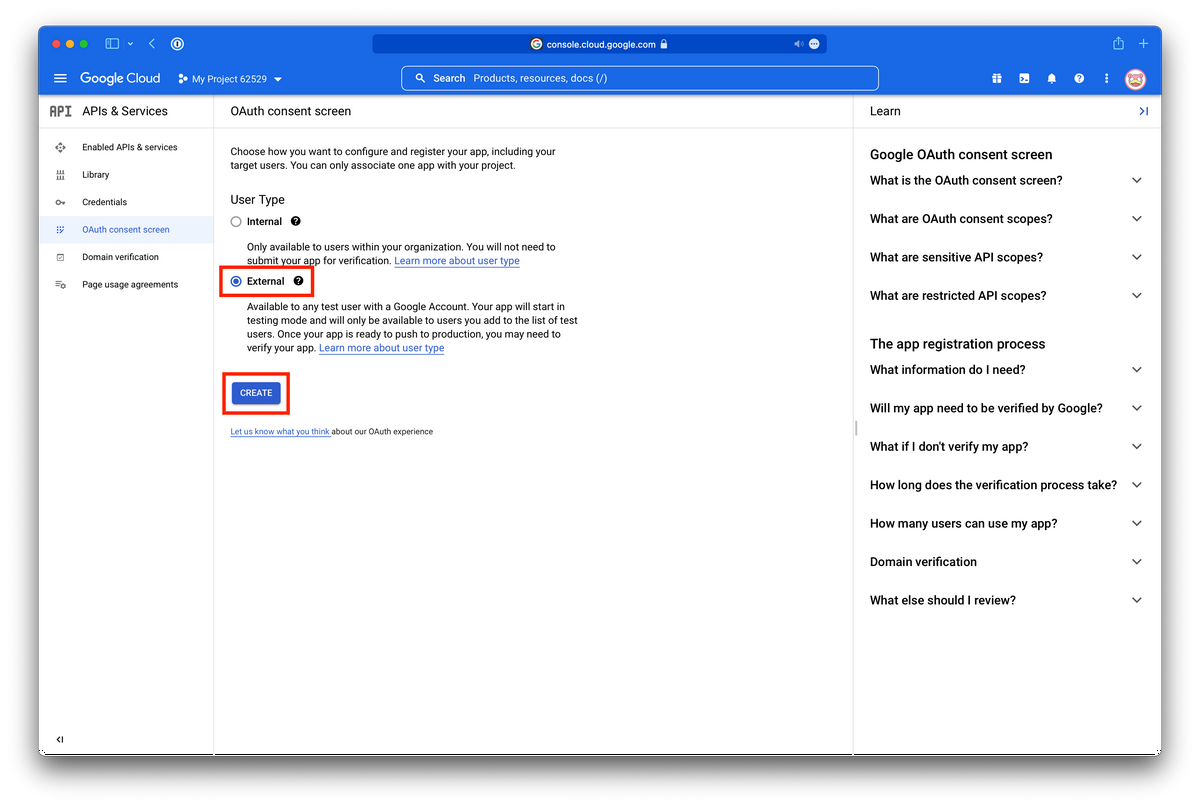 console.cloud.google.com
Google Cloud
My Project 62529
Search Products, resources, docs (/)
API APIs & Services
Enabled APIs & services
Library
Credentials
OAuth consent screen
Domain verification
Page usage agreements
OAuth consent screen
Choose how you want to configure and register your app, including your
target users. You can only associate one app with your project.
User Type
Internal
Only available to users within your organization. You will not need to
submit your app for verification. Learn more about user type
External
Available to any test user with a Google Account. Your app will start in
testing mode and will only be available to users you add to the list of test
users. Once your app is ready to push to production, you may need to
verify your app. Learn more about user type
CREATE
Let us know what you think about our OAuth experience
Learn
Google OAuth consent screen
What is the OAuth consent screen?
What are OAuth consent scopes?
What are sensitive API scopes?
What are restricted API scopes?
The app registration process
What information do I need?
Will my app need to be verified by Google?
What if I don't verify my app?
How long does the verification process take?
How many users can use my app?
Domain verification
What else should I review?